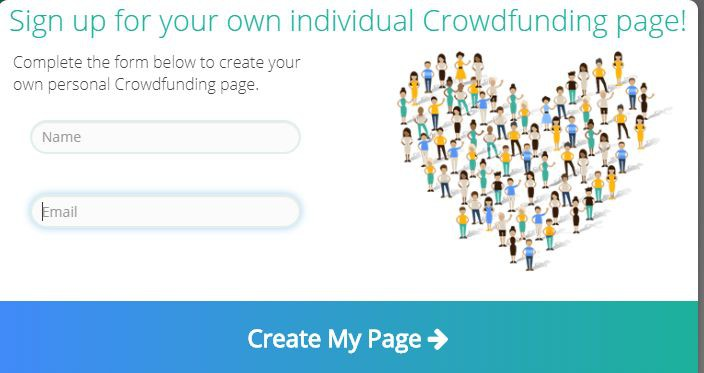 Sign up for your own individual Crowdfunding page!
Complete the form below to create your
own personal Crowdfunding page.
Name
Email
Create My Page